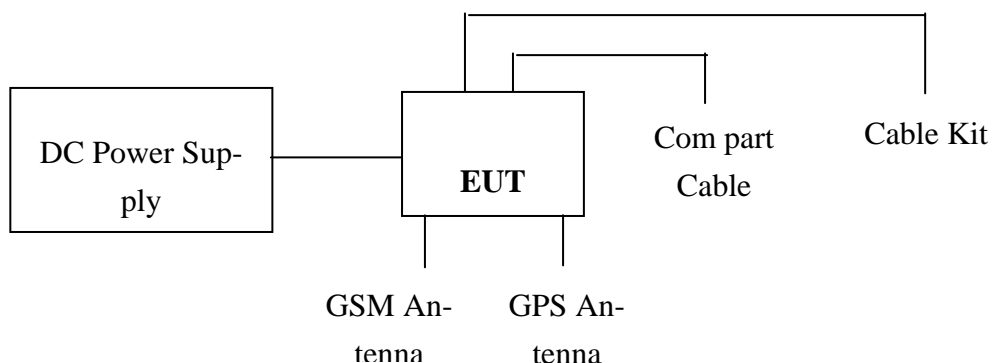 DC Power Sup-
ply
EUT
Com part
Cable
Cable Kit
GSM An-
tenna
GPS An-
tenna